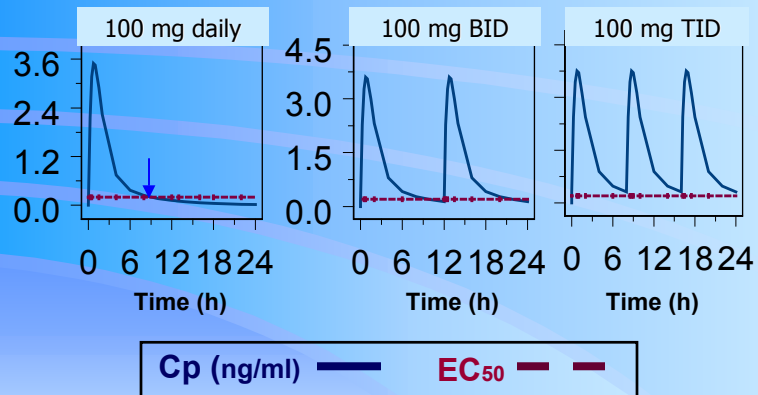 100 mg daily
100 mg BID
100 mg TID
3.6
2.4
1.2
0.0
4.5
3.0
1.5
0.0
0 6 12 18 24
0 6 12 18 24
0 6 12 18 24
Time (h)
Time (h)
Time (h)
Cp (ng/ml)
EC50